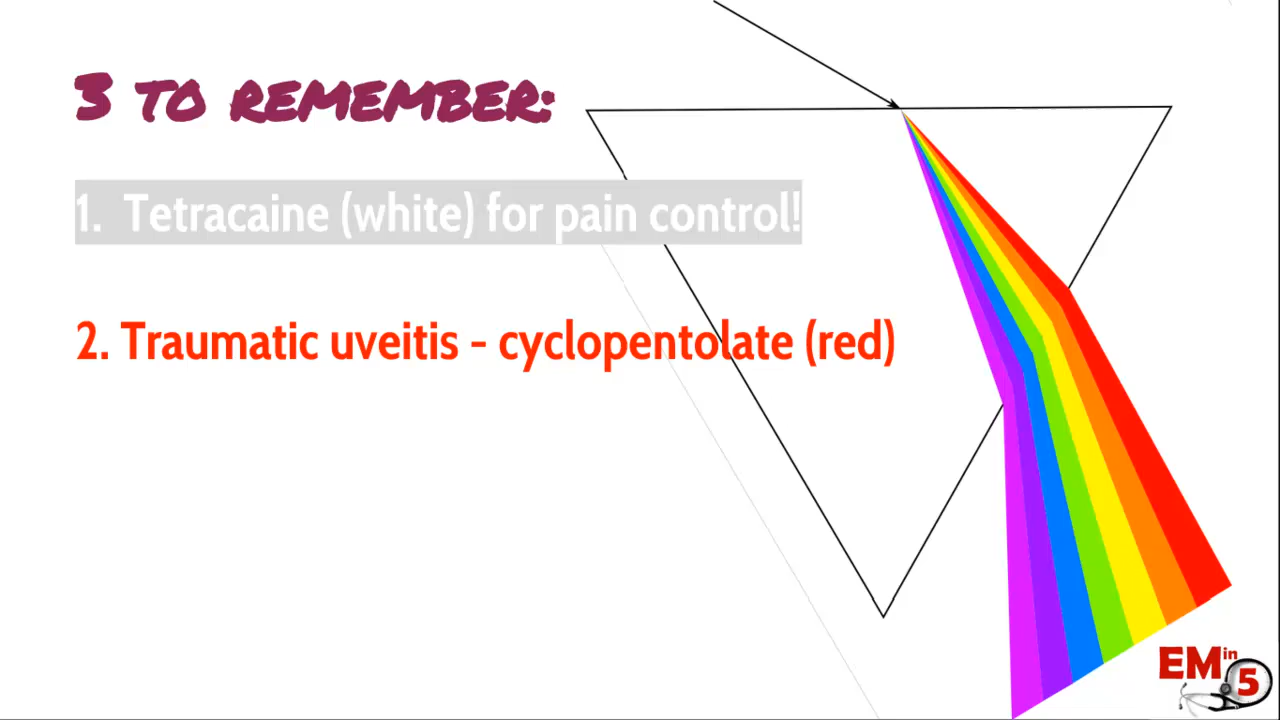 3 TO REMEMBER:
1. Tetracaine (white) for pain control!
2. Traumatic uveitis - cyclopentolate (red)
EM in 5